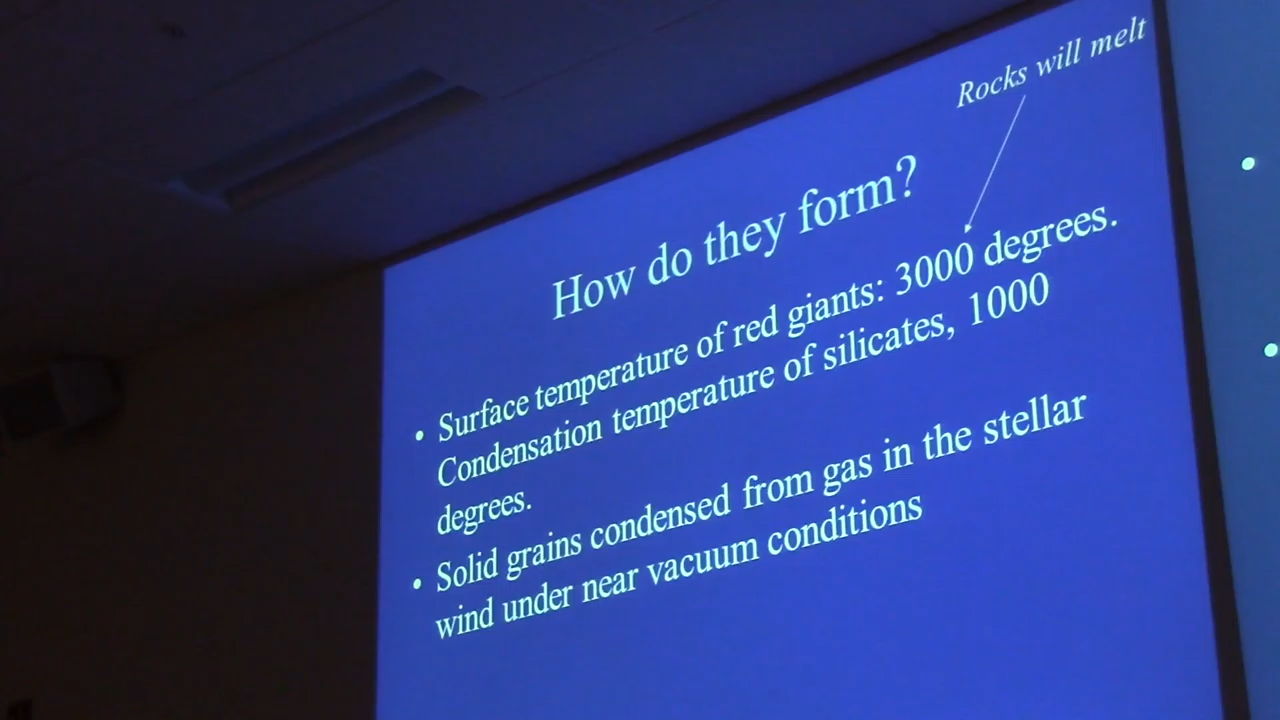 Rocks will melt
How do they form?
• Surface temperature of red giants: 3000 degrees.
Condensation temperature of silicates, 1000
degrees.
• Solid grains condensed from gas in the stellar
wind under near vacuum conditions